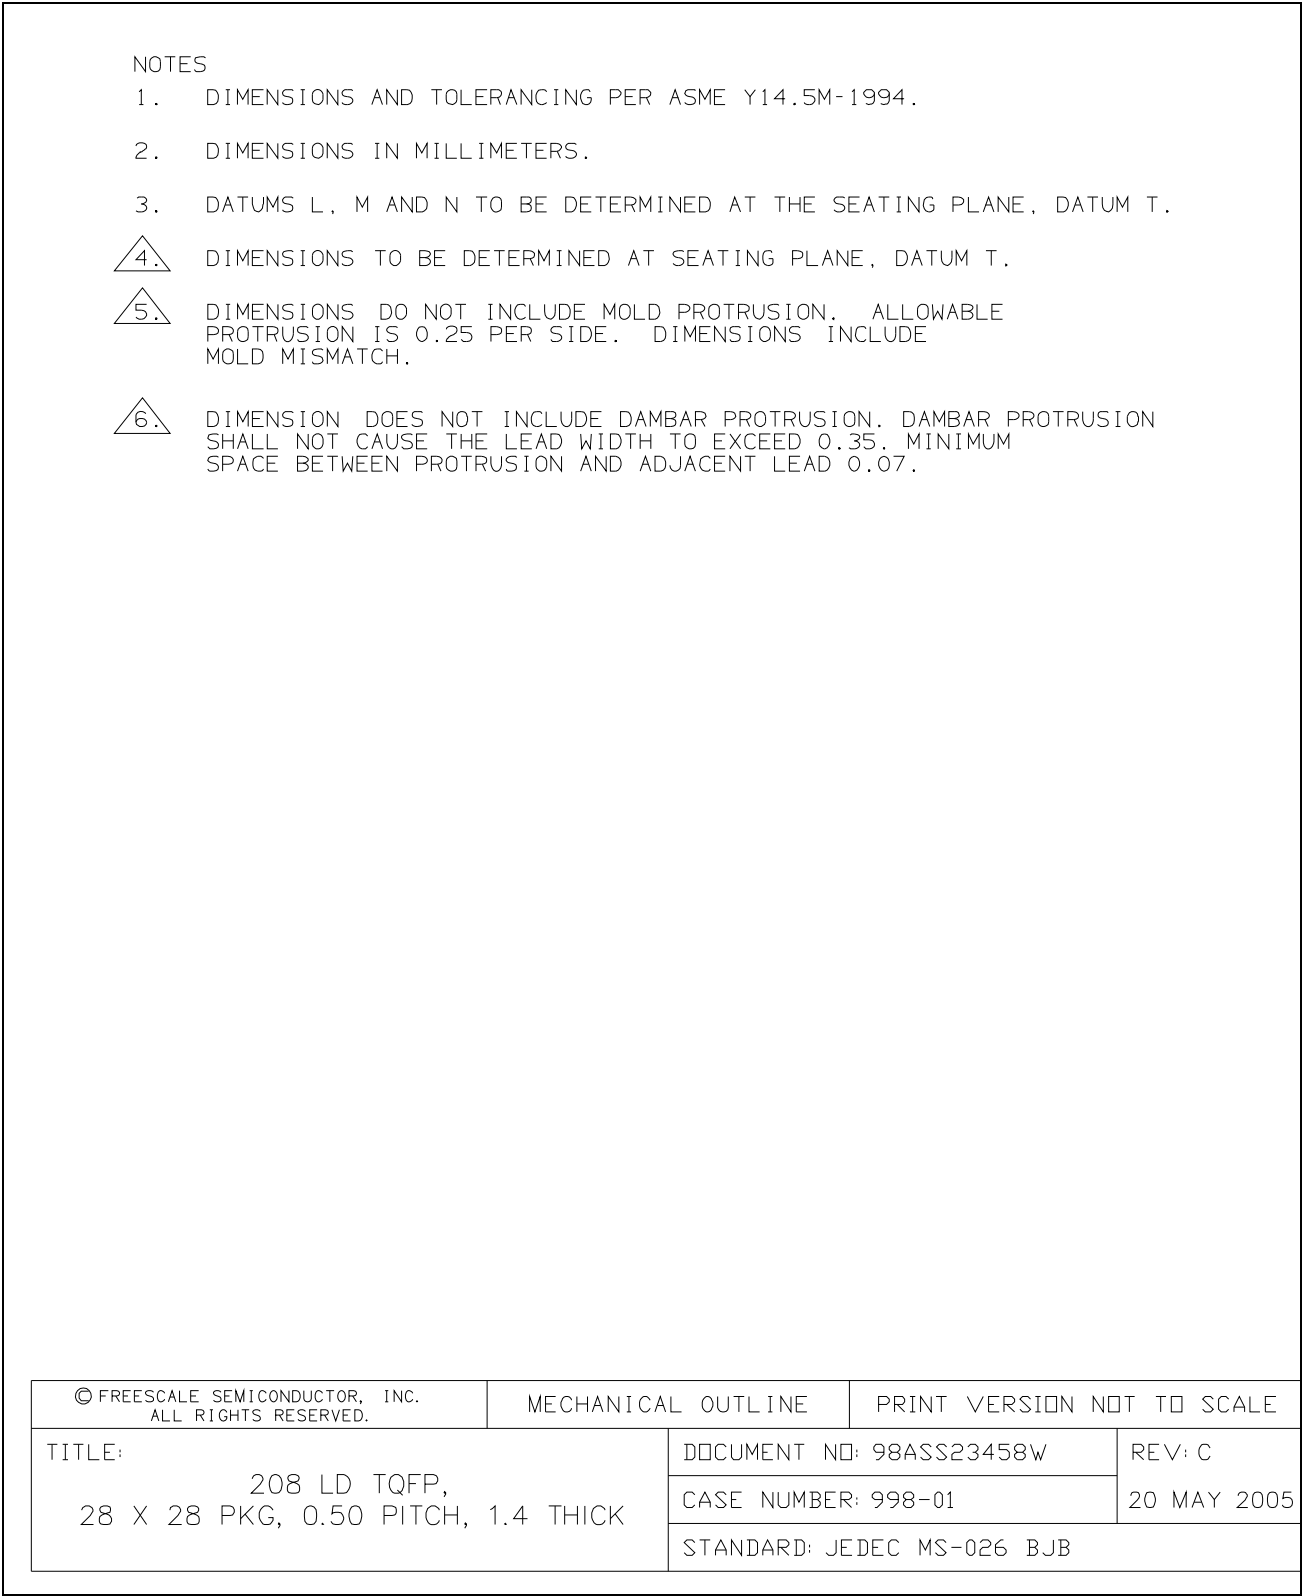 NOTES
1. DIMENSIONS AND TOLERANCING PER ASME Y14.5M-1994.
2. DIMENSIONS IN MILLIMETERS.
3. DATUMS L, M AND N TO BE DETERMINED AT THE SEATING PLANE, DATUM T.
4. DIMENSIONS TO BE DETERMINED AT SEATING PLANE, DATUM T.
5. DIMENSIONS DO NOT INCLUDE MOLD PROTRUSION. ALLOWABLE
PROTRUSION IS 0.25 PER SIDE. DIMENSIONS INCLUDE
MOLD MISMATCH.
6. DIMENSION DOES NOT INCLUDE DAMBAR PROTRUSION. DAMBAR PROTRUSION
SHALL NOT CAUSE THE LEAD WIDTH TO EXCEED 0.35. MINIMUM
SPACE BETWEEN PROTRUSION AND ADJACENT LEAD 0.07.
© FREESCALE SEMICONDUCTOR, INC.
ALL RIGHTS RESERVED.
MECHANICAL OUTLINE
PRINT VERSION NOT TO SCALE
TITLE:
208 LD TQFP,
28 X 28 PKG, 0.50 PITCH, 1.4 THICK
DOCUMENT NO: 98ASS23458W
REV: C
CASE NUMBER: 998-01
20 MAY 2005
STANDARD: JEDEC MS-026 BJB